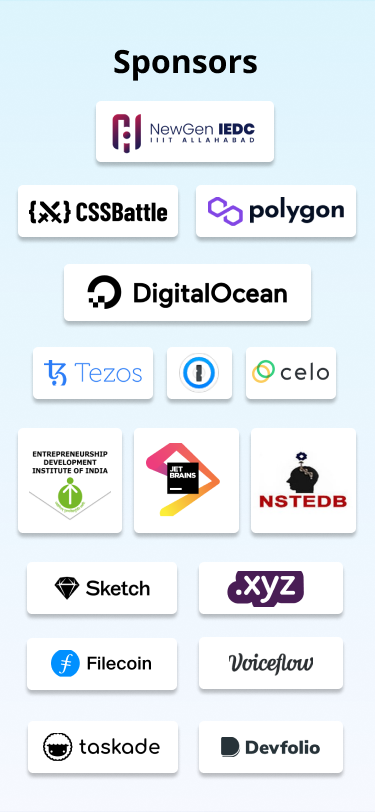 Sponsors
NewGen IEDC
IIIT ALLAHABAD
{⚔} CSSBattle
polygon
DigitalOcean
Tezos
celo
ENTREPRENEURSHIP
DEVELOPMENT
INSTITUTE OF INDIA
JET
BRAINS
NSTEDB
Sketch
.xyz
Filecoin
Voiceflow
taskade
Devfolio